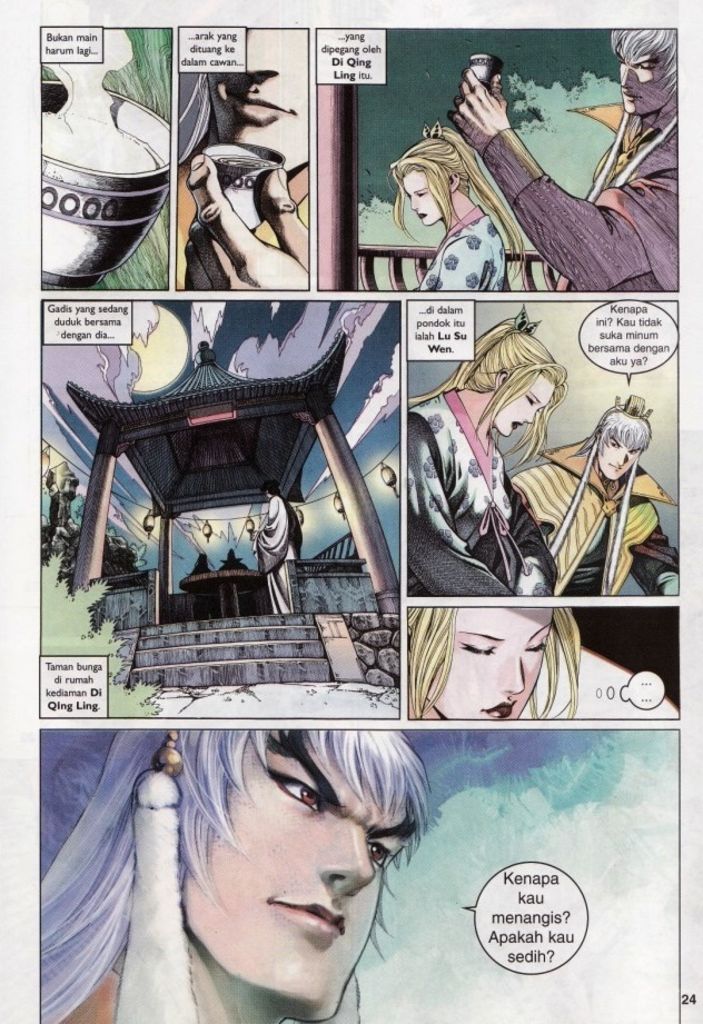 Bukan main
harum lagi...
...arak yang
dituang ke
dalam cawan...
...yang
dipegang oleh
Di Qing
Ling itu.
Gadis yang sedang
duduk bersama
dengan dia...
Taman bunga
di rumah
kediaman Di
QIng Ling.
...di dalam
pondok itu
ialah Lu Su
Wen.
Kenapa
ini? Kau tidak
suka minum
bersama dengan
aku ya?
...
...
Kenapa
kau
menangis?
Apakah kau
sedih?
24